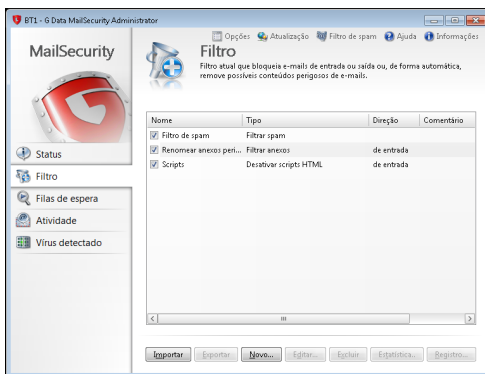 BT1 - G Data MailSecurity Administrator
Opções Atualização Filtro de spam Ajuda Informações
MailSecurity
Filtro
Filtro atual que bloqueia e-mails de entrada ou saída ou, de forma automática,
remove possíveis conteúdos perigosos de e-mails.
Nome Tipo Direção Comentário
Filtro de spam Filtrar spam
Renomear anexos peri... Filtrar anexos de entrada
Scripts Desativar scripts HTML de entrada
Status
Filtro
Filas de espera
Atividade
Vírus detectado
Importar Exportar Novo... Editar... Excluir Estatística... Registro...